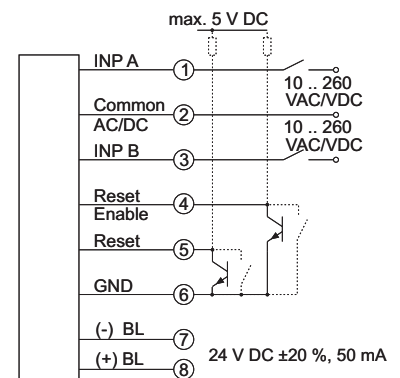 max. 5 V DC
INP A
1
10 .. 260
VAC/VDC
Common
AC/DC
2
10 .. 260
VAC/VDC
INP B
3
Reset
Enable
4
Reset
5
GND
6
(-) BL
7
(+) BL
8
24 V DC ±20 %, 50 mA